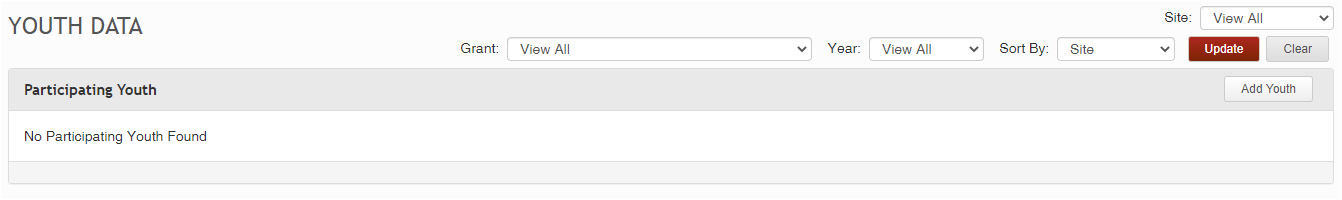 YOUTH DATA
Site: View All
Grant: View All Year: View All Sort By: Site Update Clear
Participating Youth Add Youth
No Participating Youth Found